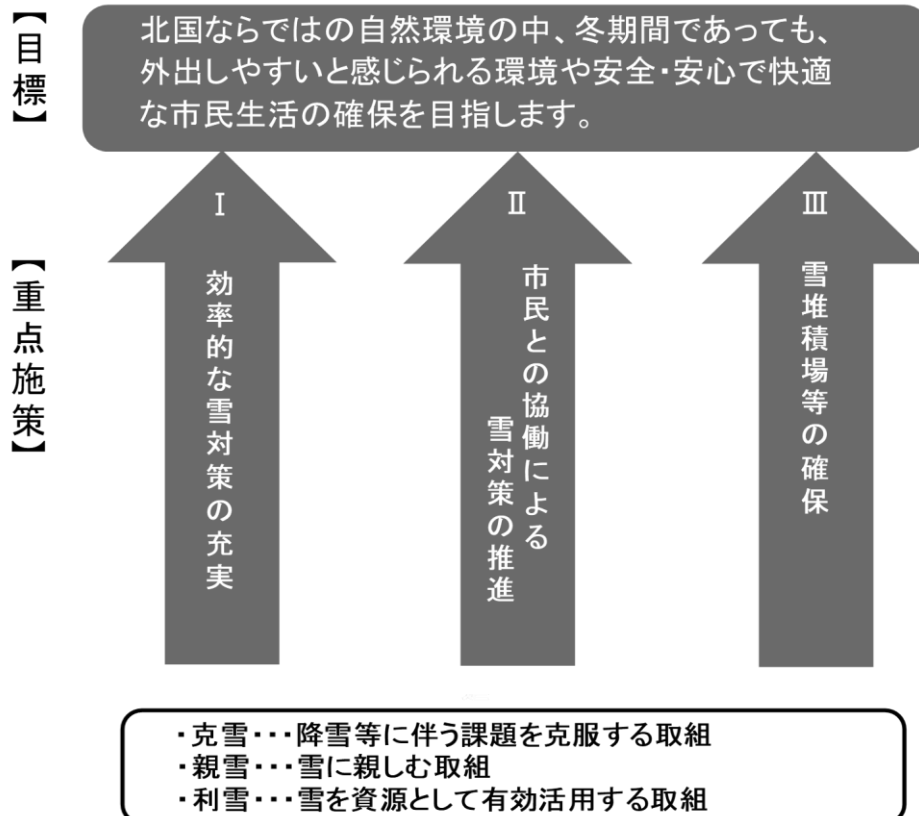 【目標】
北国ならではの自然環境の中、冬期間であっても、
外出しやすいと感じられる環境や安全・安心で快適
な市民生活の確保を目指します。
【重点施策】
Ⅰ
効率的な雪対策の充実
Ⅱ
市民との協働による
雪対策の推進
Ⅲ
雪堆積場等の確保
・克雪・・・降雪等に伴う課題を克服する取組
・親雪・・・雪に親しむ取組
・利雪・・・雪を資源として有効活用する取組